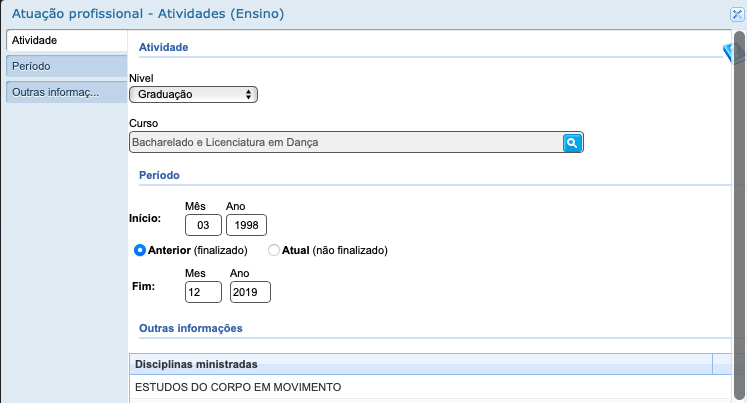 Atuação profissional - Atividades (Ensino)
Atividade
Período
Outras informaç...
Atividade
Nivel
Graduação
Curso
Bacharelado e Licenciatura em Dança
Período
Mês Ano
Início: 03 1998
Anterior (finalizado) Atual (não finalizado)
Mes Ano
Fim: 12 2019
Outras informações
Disciplinas ministradas
ESTUDOS DO CORPO EM MOVIMENTO